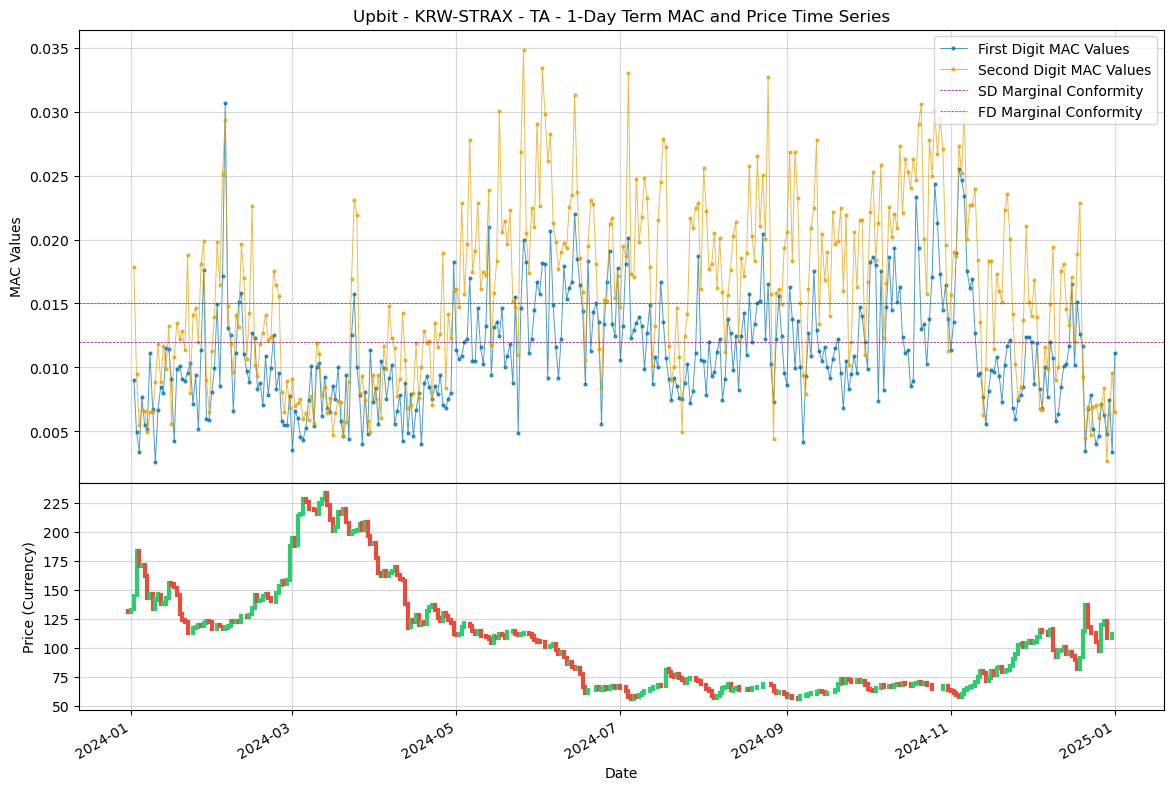 Upbit - KRW-STRAX - TA - 1-Day Term MAC and Price Time Series
First Digit MAC Values
Second Digit MAC Values
SD Marginal Conformity
FD Marginal Conformity
MAC Values
0.035
0.030
0.025
0.020
0.015
0.010
0.005
Price (Currency)
225
200
175
150
125
100
75
50
2024-01
2024-03
2024-05
2024-07
2024-09
2024-11
2025-01
Date